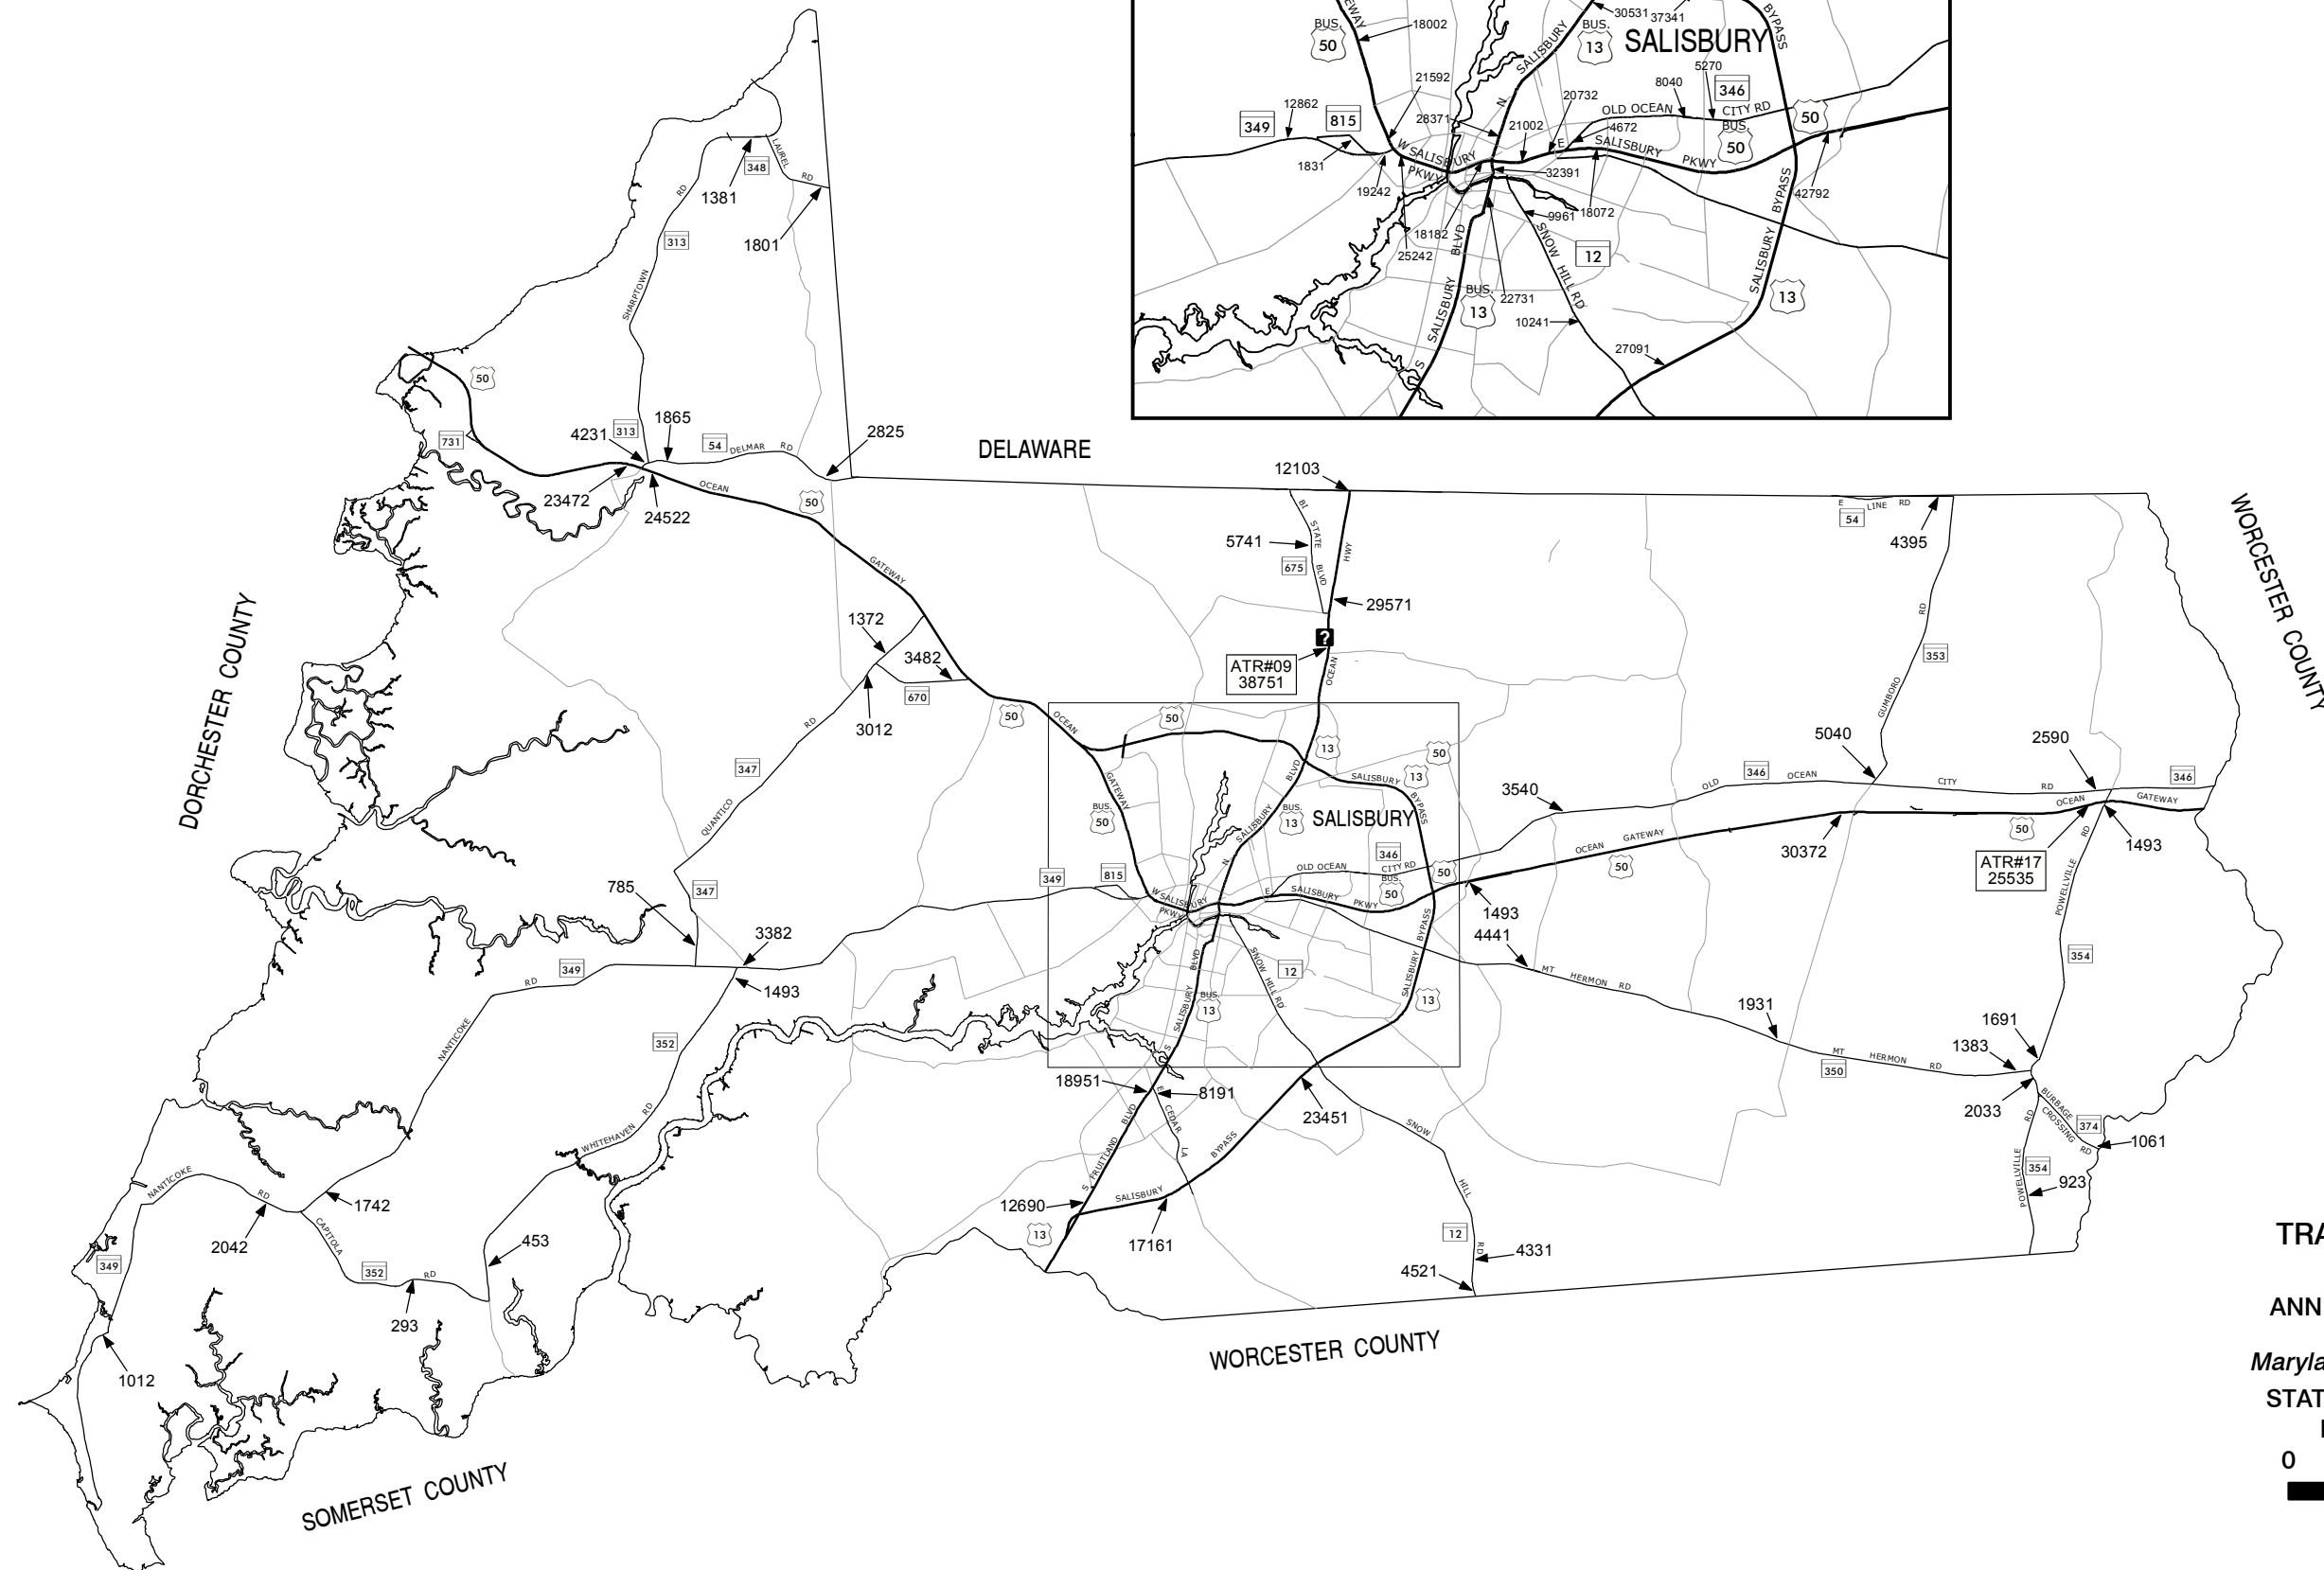 EWAY
BUS.
50
18002
30531
37341
BUS.
13
SALISBURY
BYPASS
SALISBURY
N
21592
5270
8040
346
12862
20732
OLD OCEAN
CITY RD
349
815
28371
21002
4672
BUS.
50
50
W SALISBURY
PKWY
E
SALISBURY
PKWY
1831
19242
32391
42792
9961
18072
18182
25242
BLVD
SNOW HILL RD
12
BYPASS
SALISBURY
BUS.
13
22731
13
SALISBURY
10241
27091
S
LAUREL
RD
348
1381
RD
1801
313
SHARPTOWN
50
731
4231
313
1865
54
DELMAR RD
2825
DELAWARE
12103
23472
24522
OCEAN
50
BI STATE BLVD
5741
675
HWY
29571
E LINE RD
54
4395
WORCESTER COUNTY
DORCHESTER COUNTY
GATEWAY
1372
3482
670
3012
RD
?
ATR#09
38751
OCEAN
RD
353
GUMBORO
50
OCEAN
50
13
50
347
QUANTICO
GATEWAY
BUS.
50
BLVD
SALISBURY
13
BYPASS
BUS.
13
SALISBURY
SALISBURY
N
5040
2590
3540
OLD
346
OCEAN
CITY
RD
346
OCEAN
GATEWAY
50
30372
1493
ATR#17
25535
RD
OCEAN
GATEWAY
50
346
OLD OCEAN
CITY RD
BUS.
50
50
785
347
349
815
W SALISBURY
PKWY
E
SALISBURY
PKWY
1493
4441
POWELLVILLE
354
3382
349
RD
1493
BLVD
SNOW HILL RD
12
BYPASS
SALISBURY
13
BUS.
13
SALISBURY
S
MT HERMON RD
1931
1691
1383
MT HERMON RD
350
2033
NANTICOKE
352
RD
WHITEHAVEN
18951
8191
E CEDAR LA
BLVD
S FRUITLAND
23451
BYPASS
SALISBURY
SNOW
HILL
RD
BURBAGE CROSSING RD
374
1061
RD
354
923
POWELLVILLE
NANTICOKE
RD
1742
2042
CAPITOLA
352
RD
453
293
349
1012
12690
13
17161
12
4331
4521
WORCESTER COUNTY
SOMERSET COUNTY
TRA
ANN
Maryla
STAT
0